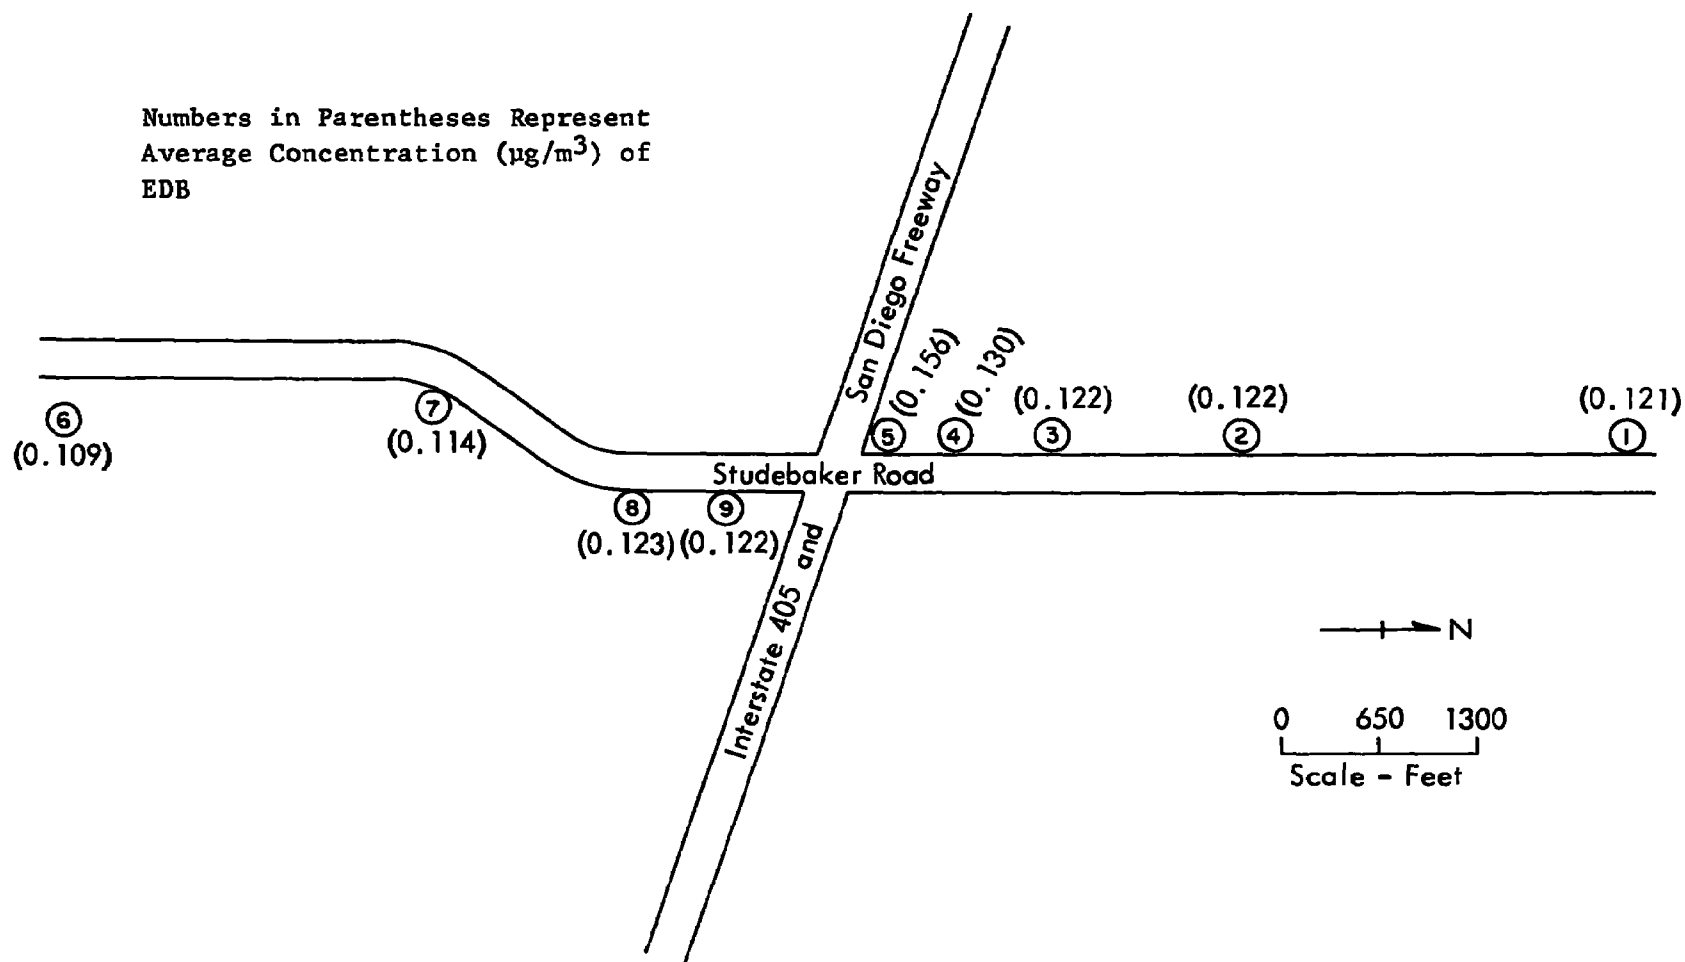 Numbers in Parentheses Represent
Average Concentration (µg/m³) of
EDB
San Diego Freeway
(0.156)
(0.130)
(0.122)
(0.122)
(0.121)
5
4
3
2
1
6
(0.109)
7
(0.114)
Studebaker Road
8
9
(0.123)
(0.122)
Interstate 405 and
N
0 650 1300
Scale - Feet